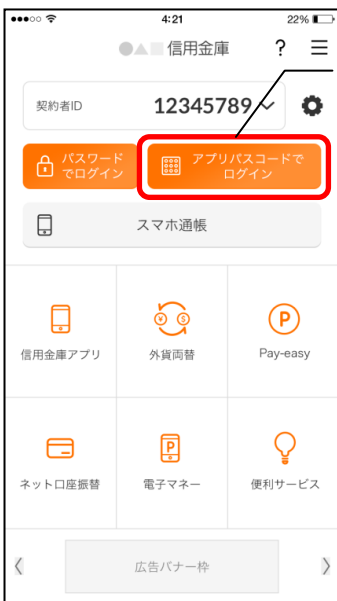 4:21
22%
●▲■信用金庫
?
契約者ID
123456789
パスワード
でログイン
アプリパスコードで
ログイン
スマホ通帳
信用金庫アプリ
外貨両替
Pay-easy
ネット口座振替
電子マネー
便利サービス
広告バナー枠